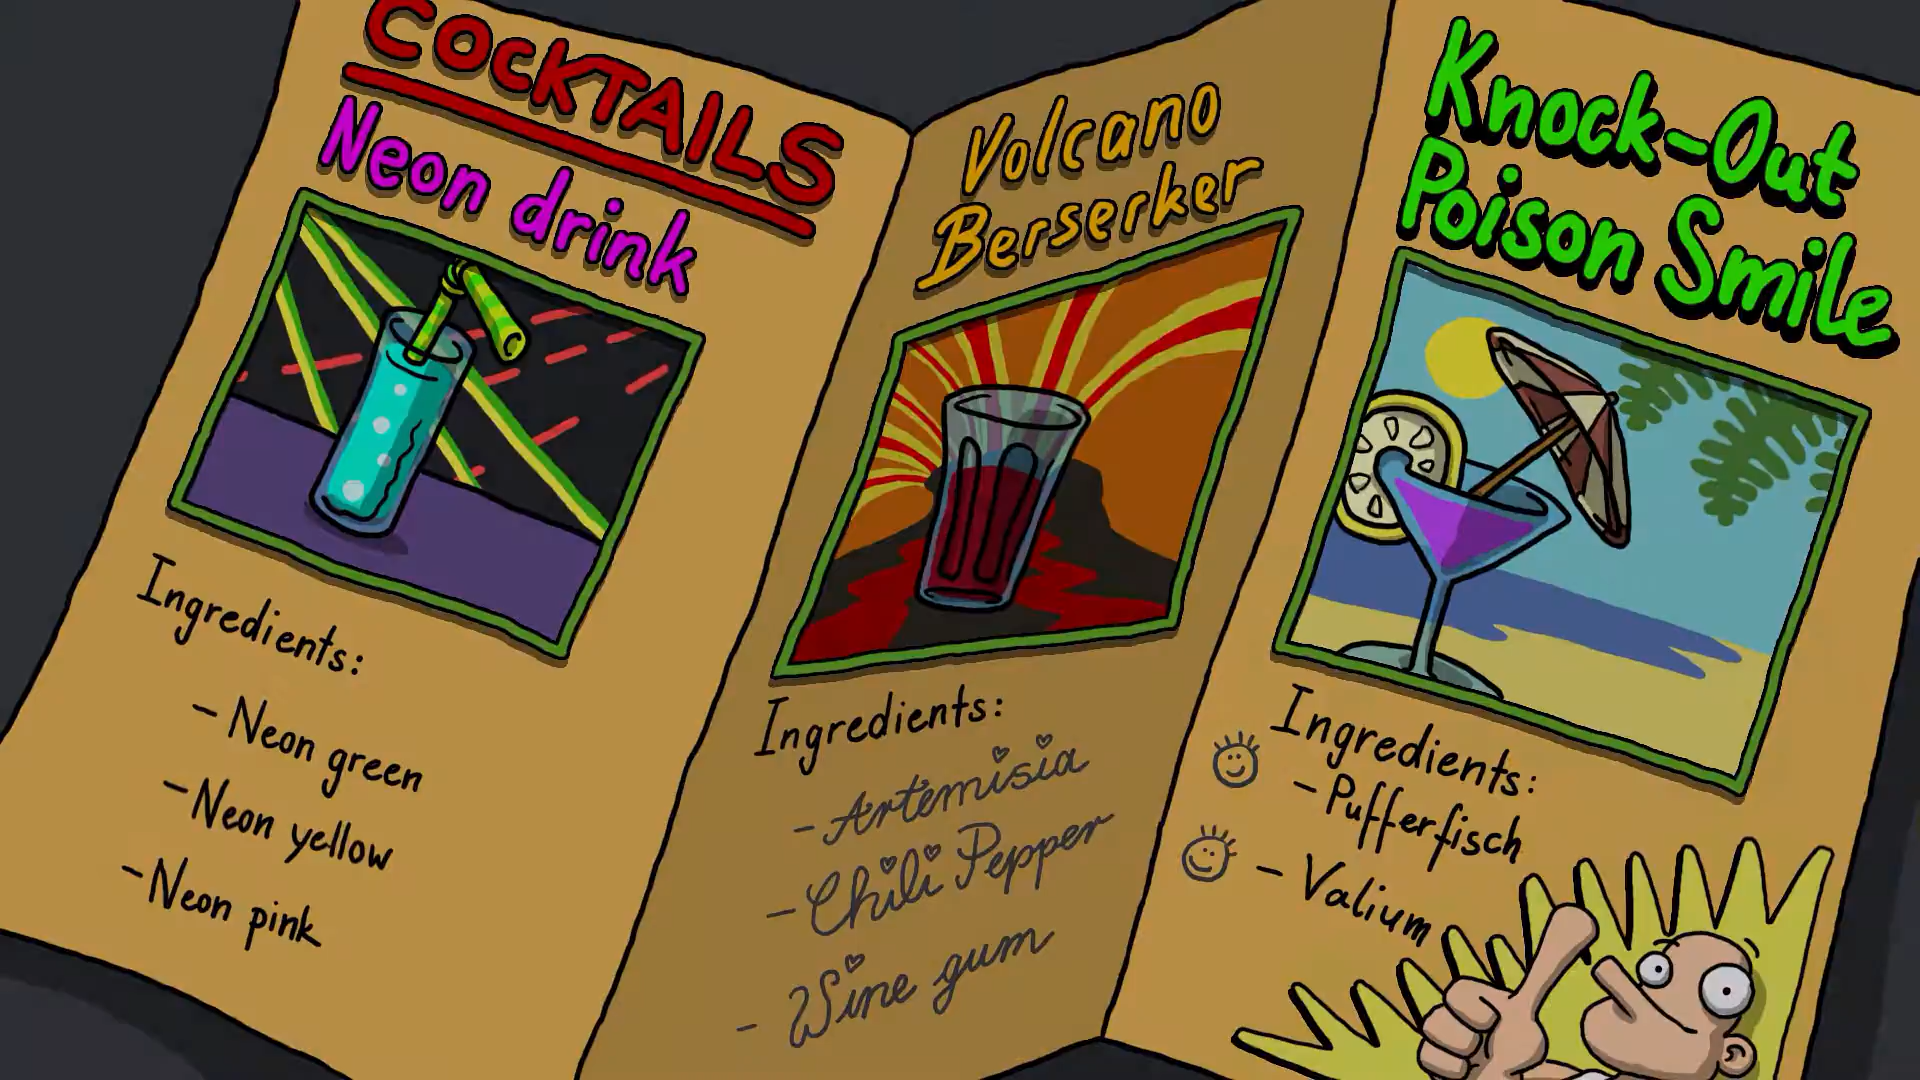 COCKTAILS
Neon drink
Ingredients:
- Neon green
- Neon yellow
- Neon pink
Volcano
Berserker
Ingredients:
- Artemisia
- Chili Pepper
- Wine gum
Knock-Out
Poison Smile
Ingredients:
- Pufferfisch
- Valium